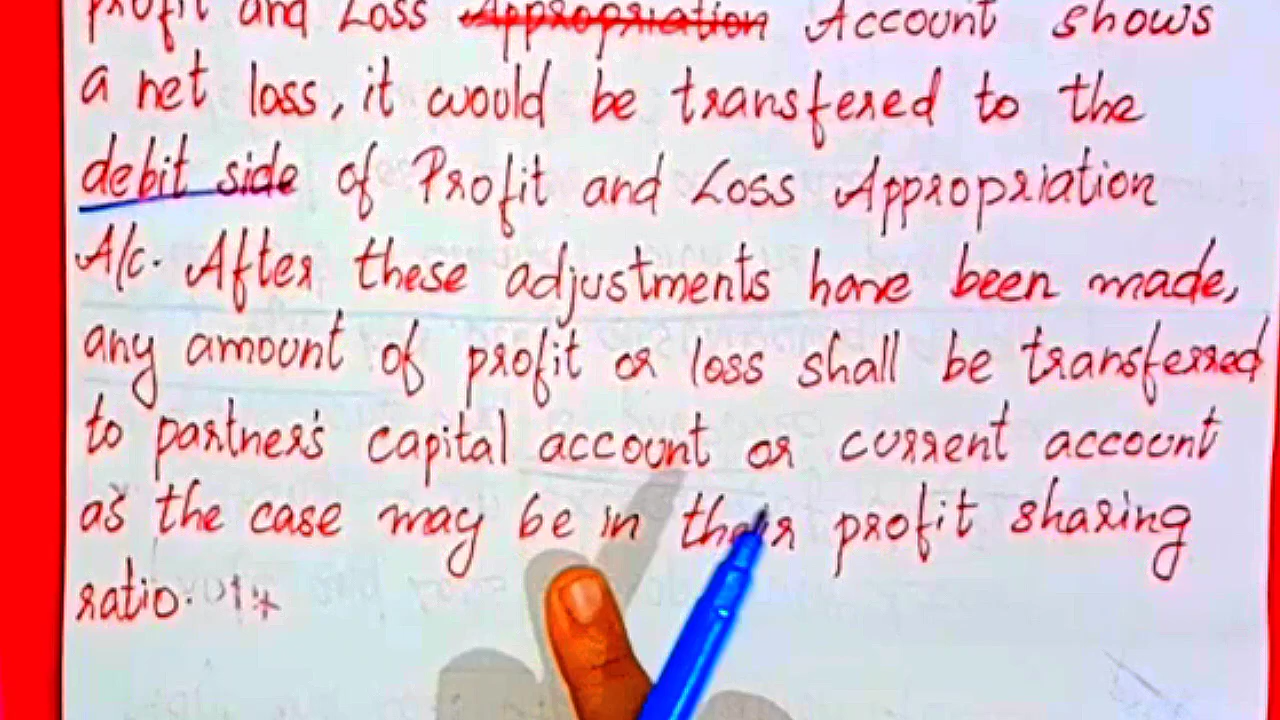 profit and Loss Appropriation Account shows
a net loss, it would be transfered to the
debit side of Profit and Loss Appropriation
A/c. After these adjustments have been made,
any amount of profit or loss shall be transferred
to partner's capital account or current account
as the case may be in their profit sharing
ratio.